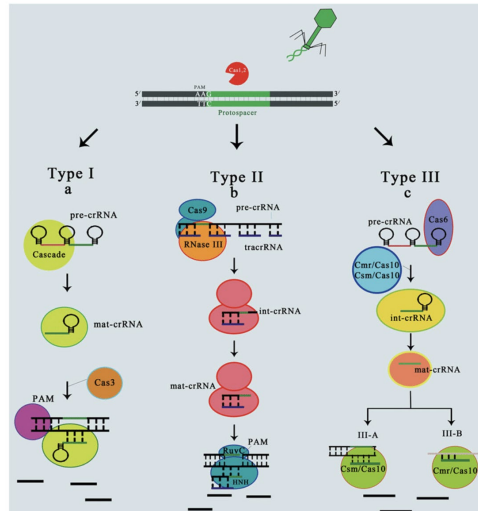 Cas1,2
PAM
5' AAG 3'
3' TTC 5'
Protospacer
Type I
a
pre-crRNA
Cascade
mat-crRNA
Cas3
PAM
Type II
b
Cas9
pre-crRNA
RNase III
tracrRNA
int-crRNA
mat-crRNA
PAM
RuvC
HNH
Type III
c
Cas6
pre-crRNA
Cmr/Cas10
Csm/Cas10
int-crRNA
mat-crRNA
III-A
III-B
Csm/Cas10
Cmr/Cas10